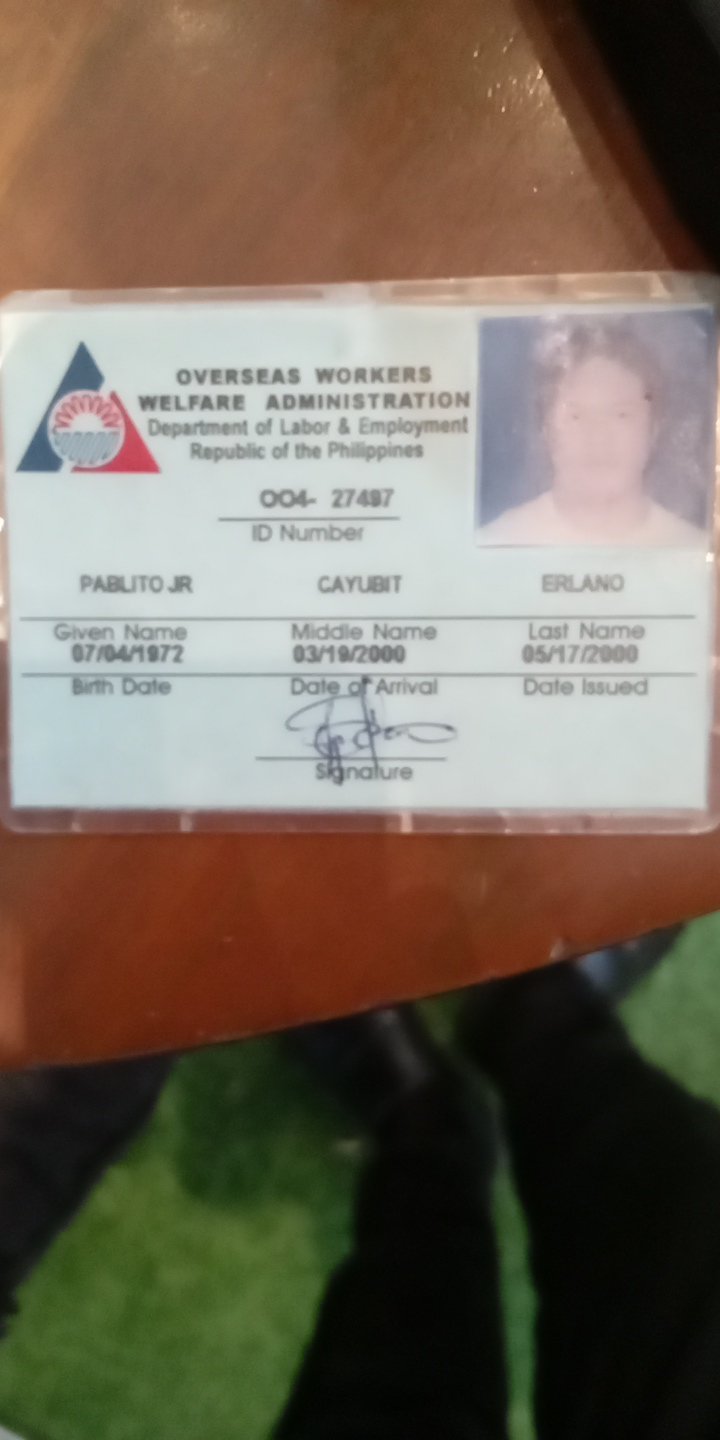 OVERSEAS WORKERS
WELFARE ADMINISTRATION
Department of Labor & Employment
Republic of the Philippines
OO4- 27497
ID Number
PABLITO JR CAYUBIT ERLANO
Given Name Middle Name Last Name
07/04/1972 03/19/2000 05/17/2000
Birth Date Date of Arrival Date Issued
Signature